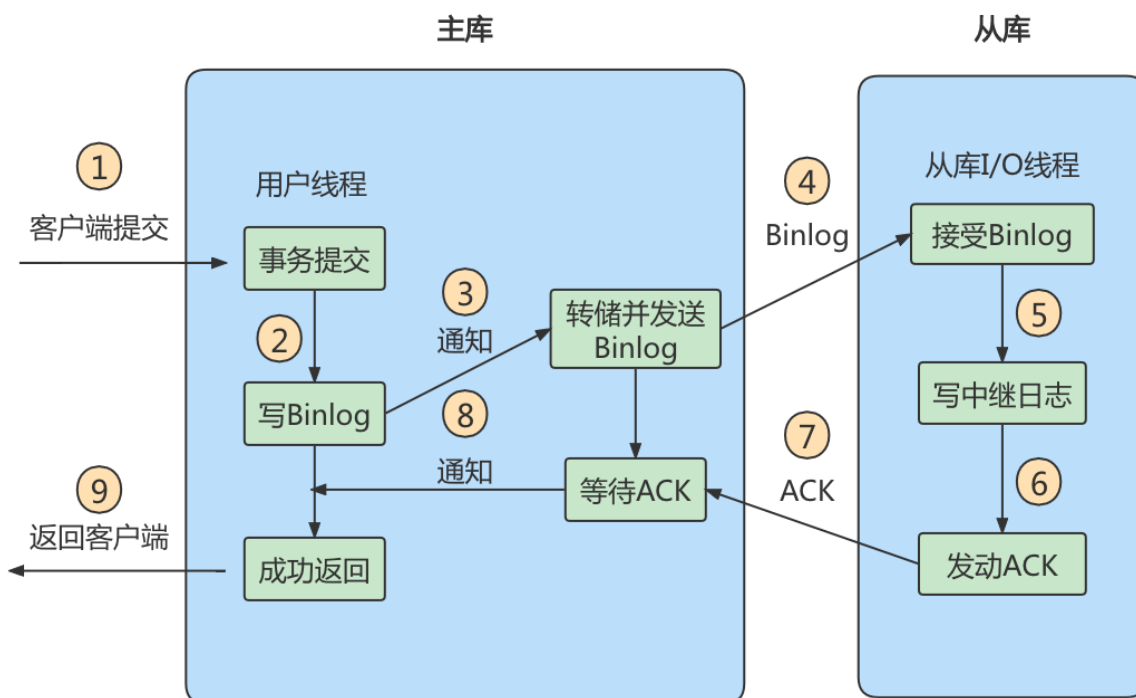 主库
从库
1
客户端提交
用户线程
事务提交
2
写Binlog
3
通知
转储并发送
Binlog
4
Binlog
从库I/O线程
接受Binlog
5
写中继日志
6
发动ACK
7
ACK
等待ACK
8
通知
成功返回
9
返回客户端